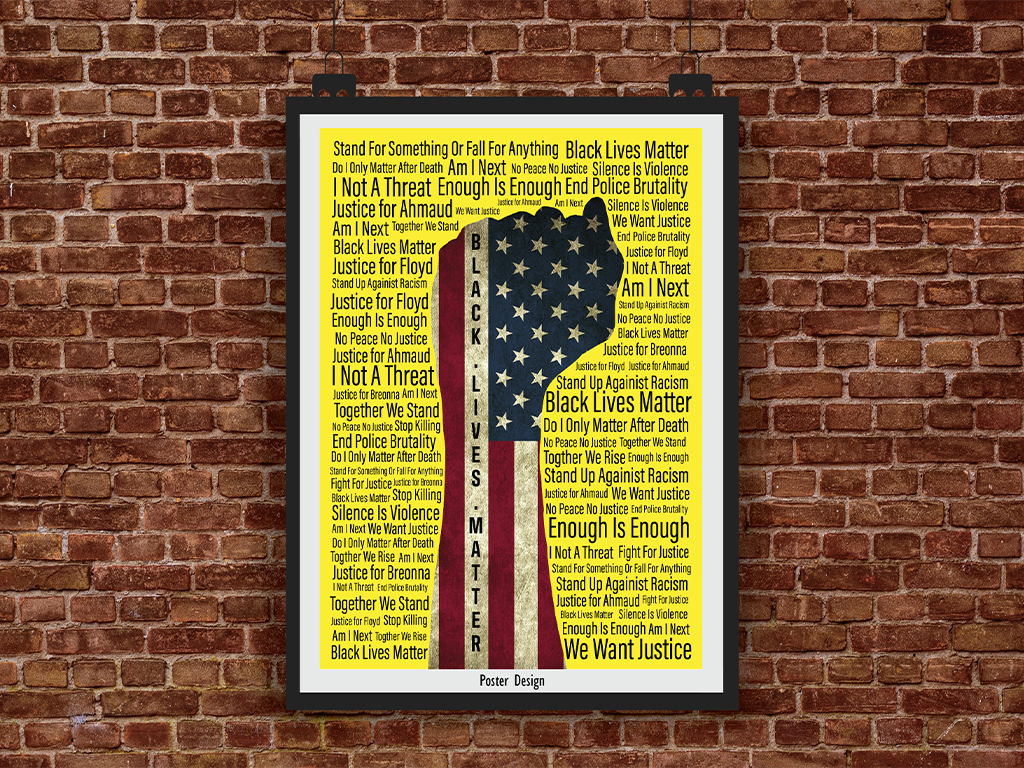 Stand For Something Or Fall For Anything Black Lives Matter
Do I Only Matter After Death Am I Next No Peace No Justice Silence Is Violence
I Not A Threat Enough Is Enough End Police Brutality
Justice for Ahmaud We Want Justice Justice for Ahmaud Am I Next Silence Is Violence
Am I Next Together We Stand
Black Lives Matter
Justice for Floyd
Stand Up Againist Racism
Justice for Floyd
Enough Is Enough
No Peace No Justice
Justice for Ahmaud
I Not A Threat
Justice for Breonna Am I Next
Together We Stand
No Peace No Justice Stop Killing
End Police Brutality
Do I Only Matter After Death
Stand For Something Or Fall For Anything
Fight For Justice Justice for Breonna
Black Lives Matter Stop Killing
Silence Is Violence
Am I Next We Want Justice
Do I Only Matter After Death
Togther We Rise Am I Next
Justice for Breonna
I Not A Threat End Police Brutality
Together We Stand
Justice for Floyd Stop Killing
Am I Next Togther We Rise
Black Lives Matter
BLACK.LIVES.MATTER
We Want Justice
End Police Brutality
Justice for Floyd
I Not A Threat
Am I Next
Stand Up Againist Racism
No Peace No Justice
Black Lives Matter
Justice for Breonna
Justice for Floyd Justice for Ahmaud
Stand Up Againist Racism
Black Lives Matter
Do I Only Matter After Death
No Peace No Justice Together We Stand
Togther We Rise Enough Is Enough
Stand Up Againist Racism
Justice for Ahmaud We Want Justice
No Peace No Justice End Police Brutality
Enough Is Enough
I Not A Threat Fight For Justice
Stand For Something Or Fall For Anything
Stand Up Againist Racism
Justice for Ahmaud Fight For Justice
Black Lives Matter Silence Is Violence
Enough Is Enough Am I Next
We Want Justice
Poster Design